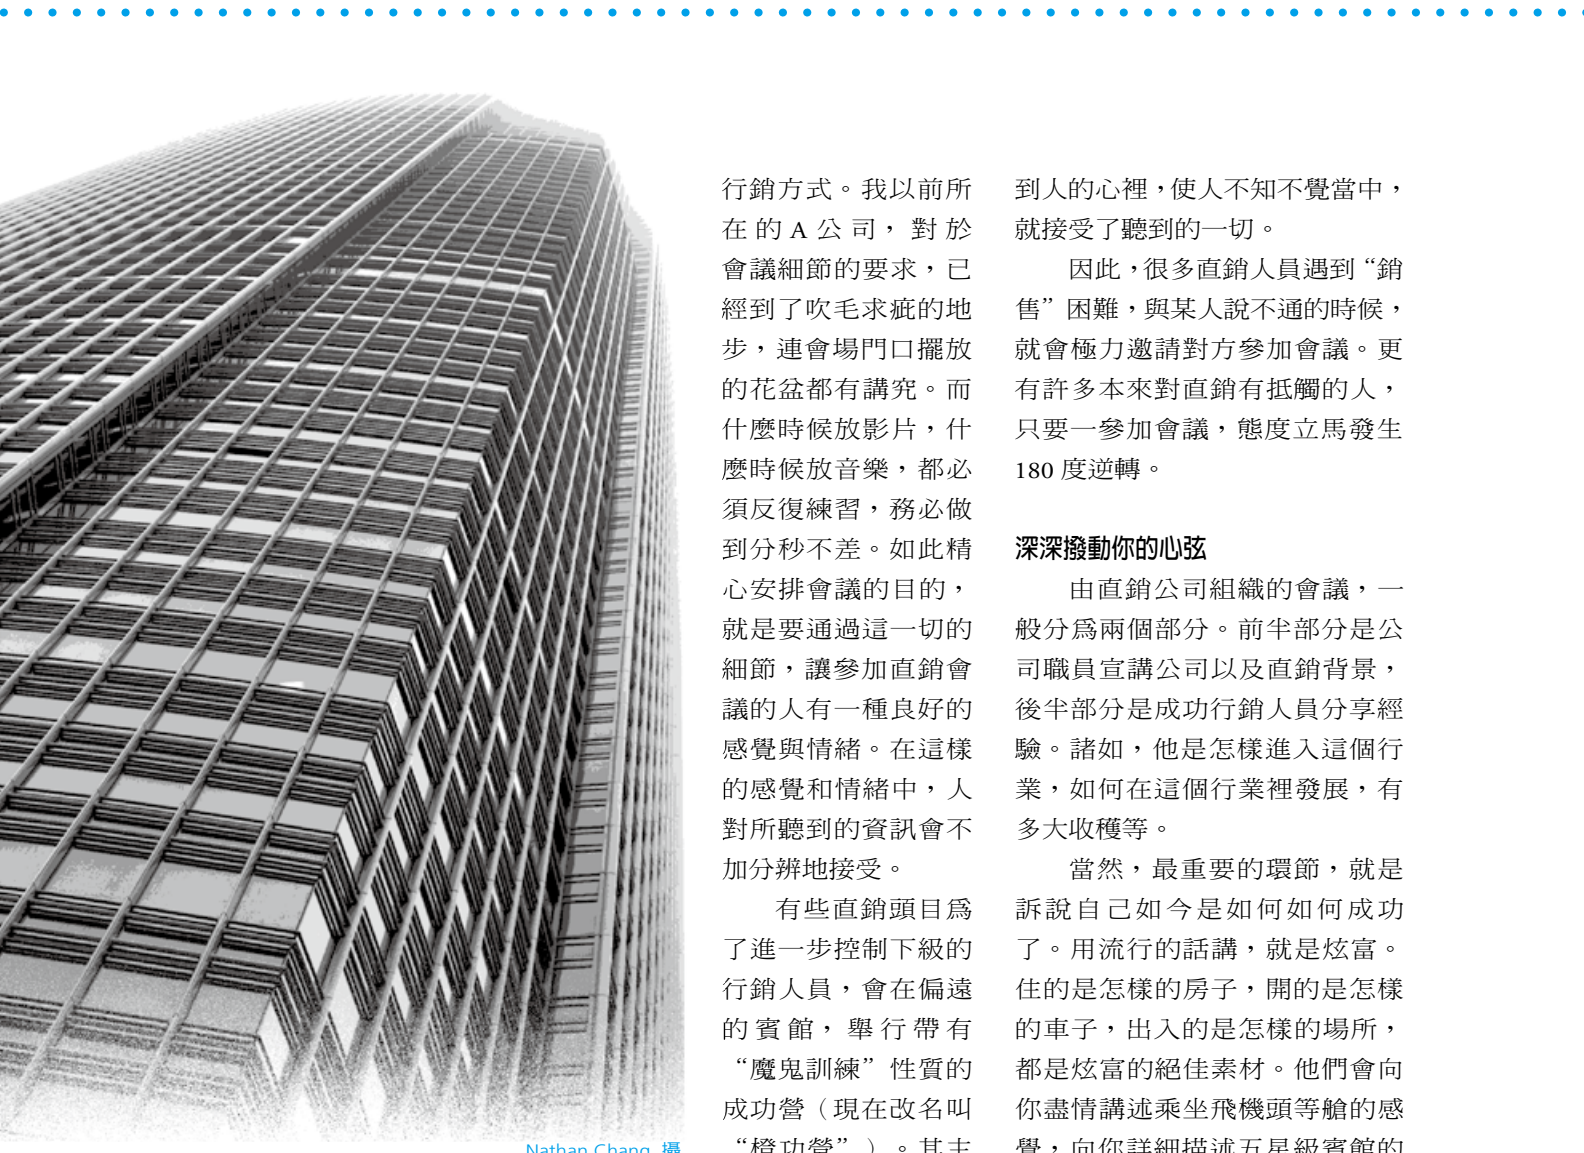 行銷方式。我以前所
在的A公司，對於
會議細節的要求，已
經到了吹毛求疵的地
步，連會場門口擺放
的花盆都有講究。而
什麼時候放影片，什
麼時候放音樂，都必
須反復練習，務必做
到分秒不差。如此精
心安排會議的目的，
就是要通過這一切的
細節，讓參加直銷會
議的人有一種良好的
感覺與情緒。在這樣
的感覺和情緒中，人
對所聽到的資訊會不
加分辨地接受。
有些直銷頭目爲
了進一步控制下級的
行銷人員，會在偏遠
的賓館，舉行帶有
“魔鬼訓練”性質的
成功營（現在改名叫
“橙功營”）。其主
到人的心裡，使人不知不覺當中，
就接受了聽到的一切。
因此，很多直銷人員遇到“銷
售”困難，與某人說不通的時候，
就會極力邀請對方參加會議。更
有許多本來對直銷有抵觸的人，
只要一參加會議，態度立馬發生
180 度逆轉。
深深撥動你的心弦
由直銷公司組織的會議，一
般分爲兩個部分。前半部分是公
司職員宣講公司以及直銷背景，
後半部分是成功行銷人員分享經
驗。諸如，他是怎樣進入這個行
業，如何在這個行業裡發展，有
多大收穫等。
當然，最重要的環節，就是
訴說自己如今是如何如何成功
了。用流行的話講，就是炫富。
住的是怎樣的房子，開的是怎樣
的車子，出入的是怎樣的場所，
都是炫富的絕佳素材。他們會向
你盡情講述乘坐飛機頭等艙的感
覺，向你詳細描述五星級賓館的
Nathan Chang 攝